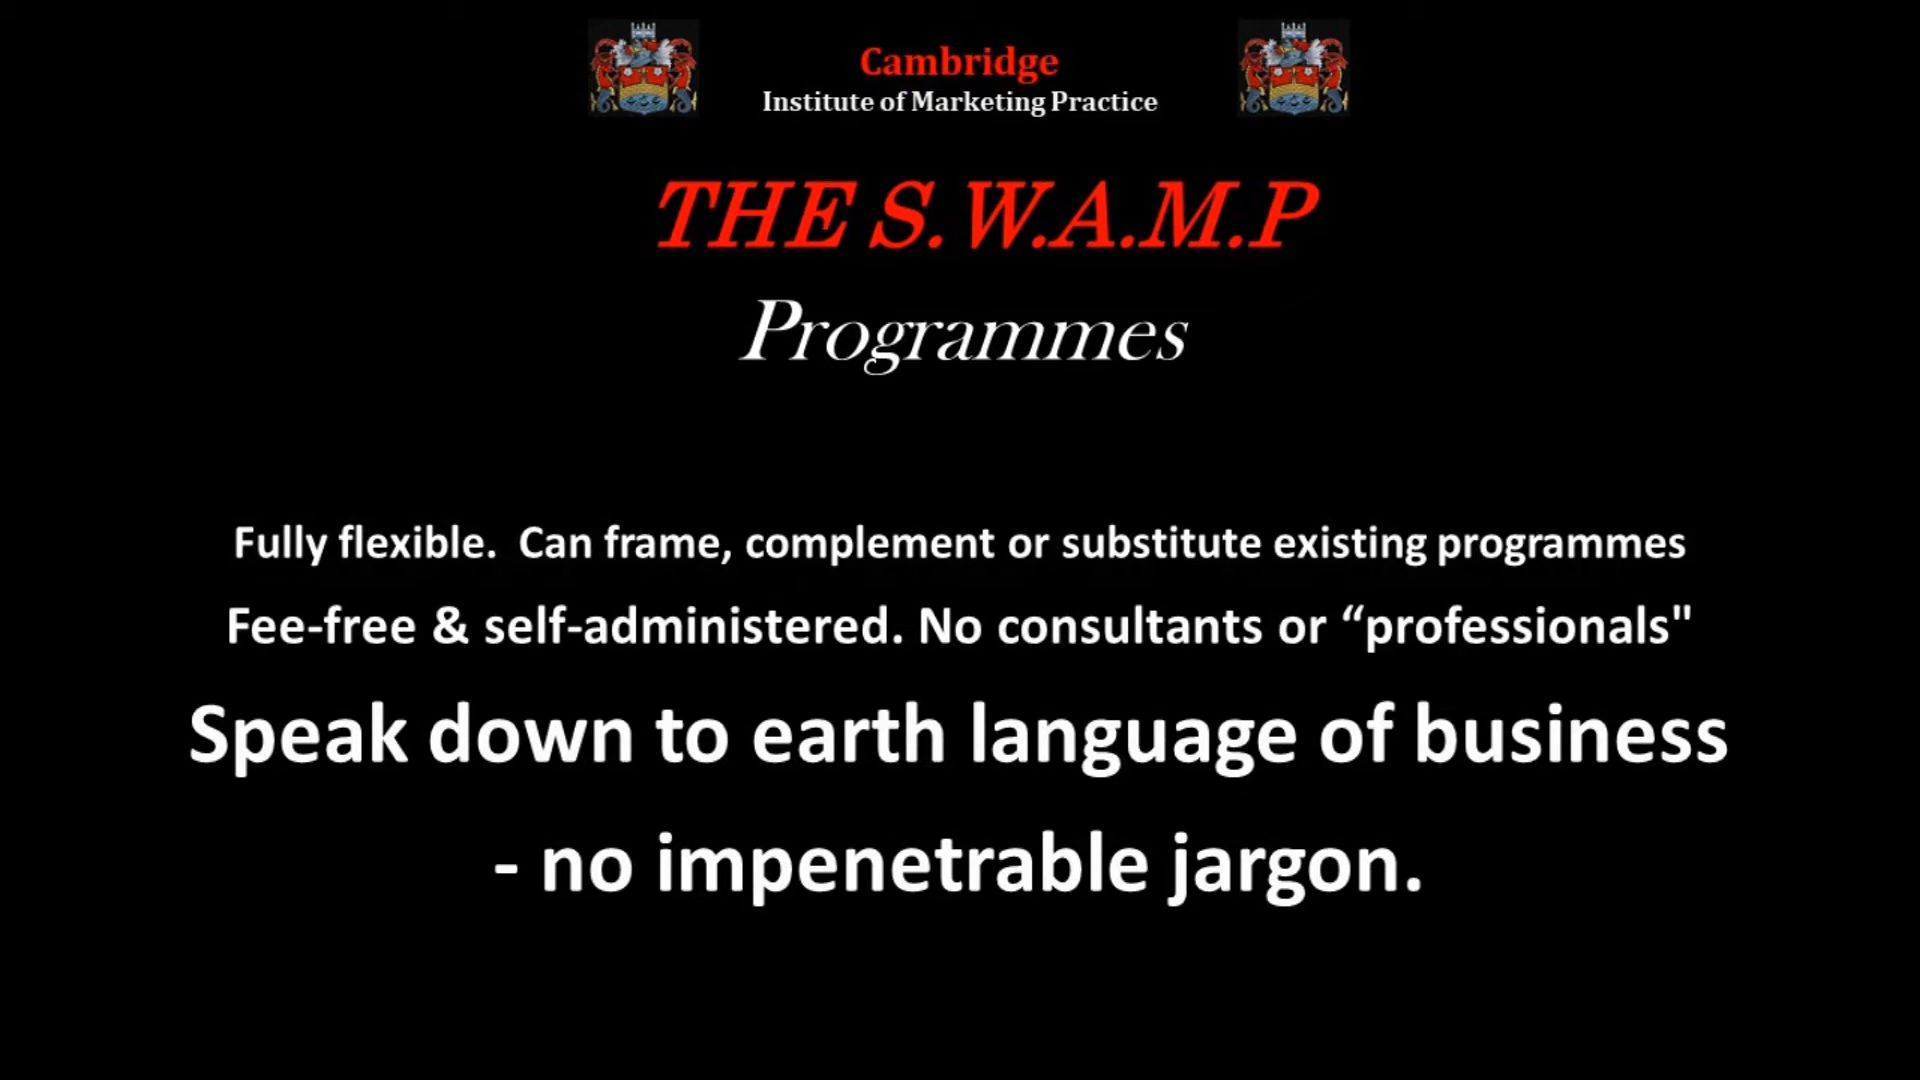 Cambridge
Institute of Marketing Practice
THE S.W.A.M.P
Programmes
Fully flexible.  Can frame, complement or substitute existing programmes
Fee-free & self-administered. No consultants or “professionals"
Speak down to earth language of business
- no impenetrable jargon.